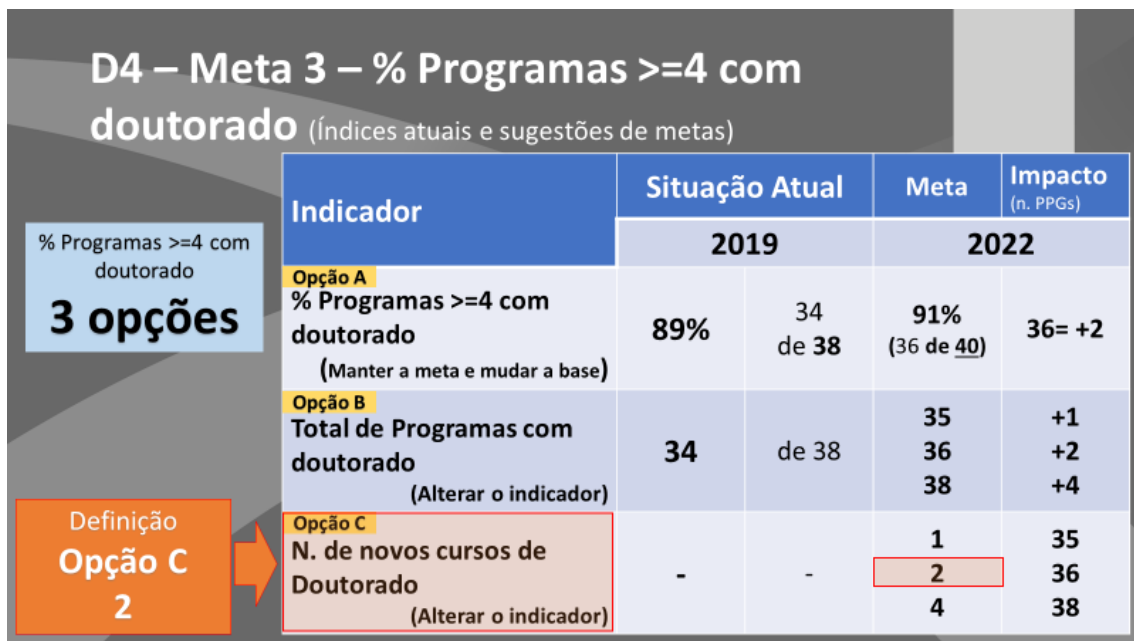 D4 – Meta 3 – % Programas >=4 com
doutorado (Índices atuais e sugestões de metas)
% Programas >=4 com
doutorado
3 opções
Indicador
Situação Atual
Meta
Impacto
(n. PPGs)
2019
2022
Opção A
% Programas >=4 com
doutorado
(Manter a meta e mudar a base)
89%
34
de 38
91%
(36 de 40)
36= +2
Opção B
Total de Programas com
doutorado
(Alterar o indicador)
34
de 38
35
36
38
+1
+2
+4
Definição
Opção C
2
Opção C
N. de novos cursos de
Doutorado
(Alterar o indicador)
-
-
1
2
4
35
36
38